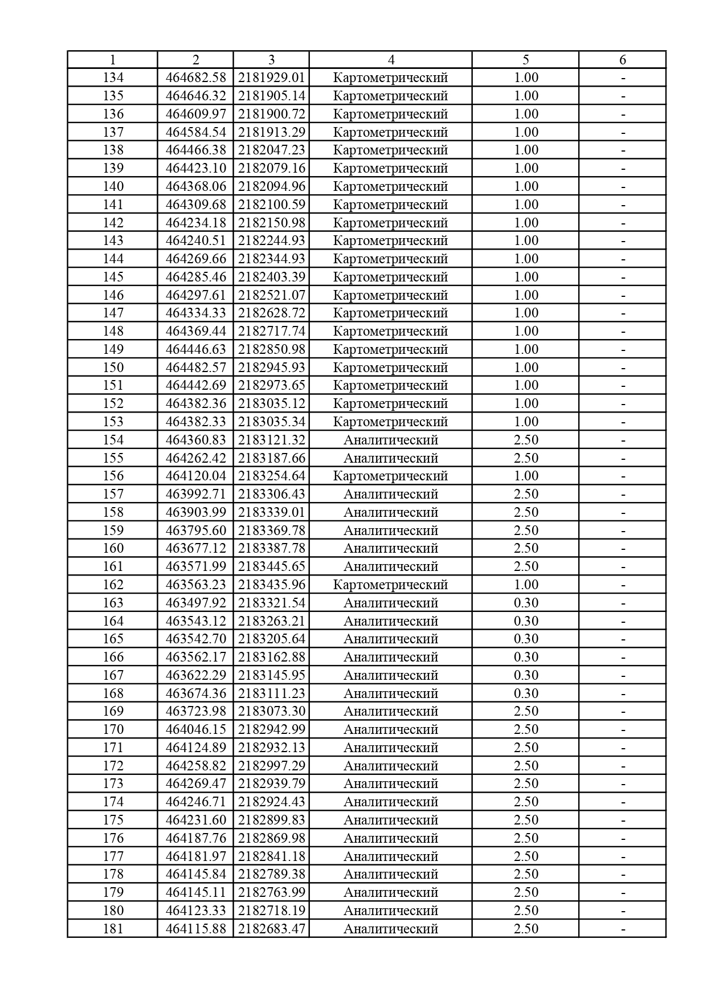 1 2 3 4 5 6
134 464682.58 2181929.01 Картометрический 1.00 -
135 464646.32 2181905.14 Картометрический 1.00 -
136 464609.97 2181900.72 Картометрический 1.00 -
137 464584.54 2181913.29 Картометрический 1.00 -
138 464466.38 2182047.23 Картометрический 1.00 -
139 464423.10 2182079.16 Картометрический 1.00 -
140 464368.06 2182094.96 Картометрический 1.00 -
141 464309.68 2182100.59 Картометрический 1.00 -
142 464234.18 2182150.98 Картометрический 1.00 -
143 464240.51 2182244.93 Картометрический 1.00 -
144 464269.66 2182344.93 Картометрический 1.00 -
145 464285.46 2182403.39 Картометрический 1.00 -
146 464297.61 2182521.07 Картометрический 1.00 -
147 464334.33 2182628.72 Картометрический 1.00 -
148 464369.44 2182717.74 Картометрический 1.00 -
149 464446.63 2182850.98 Картометрический 1.00 -
150 464482.57 2182945.93 Картометрический 1.00 -
151 464442.69 2182973.65 Картометрический 1.00 -
152 464382.36 2183035.12 Картометрический 1.00 -
153 464382.33 2183035.34 Картометрический 1.00 -
154 464360.83 2183121.32 Аналитический 2.50 -
155 464262.42 2183187.66 Аналитический 2.50 -
156 464120.04 2183254.64 Картометрический 1.00 -
157 463992.71 2183306.43 Аналитический 2.50 -
158 463903.99 2183339.01 Аналитический 2.50 -
159 463795.60 2183369.78 Аналитический 2.50 -
160 463677.12 2183387.78 Аналитический 2.50 -
161 463571.99 2183445.65 Аналитический 2.50 -
162 463563.23 2183435.96 Картометрический 1.00 -
163 463497.92 2183321.54 Аналитический 0.30 -
164 463543.12 2183263.21 Аналитический 0.30 -
165 463542.70 2183205.64 Аналитический 0.30 -
166 463562.17 2183162.88 Аналитический 0.30 -
167 463622.29 2183145.95 Аналитический 0.30 -
168 463674.36 2183111.23 Аналитический 0.30 -
169 463723.98 2183073.30 Аналитический 2.50 -
170 464046.15 2182942.99 Аналитический 2.50 -
171 464124.89 2182932.13 Аналитический 2.50 -
172 464258.82 2182997.29 Аналитический 2.50 -
173 464269.47 2182939.79 Аналитический 2.50 -
174 464246.71 2182924.43 Аналитический 2.50 -
175 464231.60 2182899.83 Аналитический 2.50 -
176 464187.76 2182869.98 Аналитический 2.50 -
177 464181.97 2182841.18 Аналитический 2.50 -
178 464145.84 2182789.38 Аналитический 2.50 -
179 464145.11 2182763.99 Аналитический 2.50 -
180 464123.33 2182718.19 Аналитический 2.50 -
181 464115.88 2182683.47 Аналитический 2.50 -